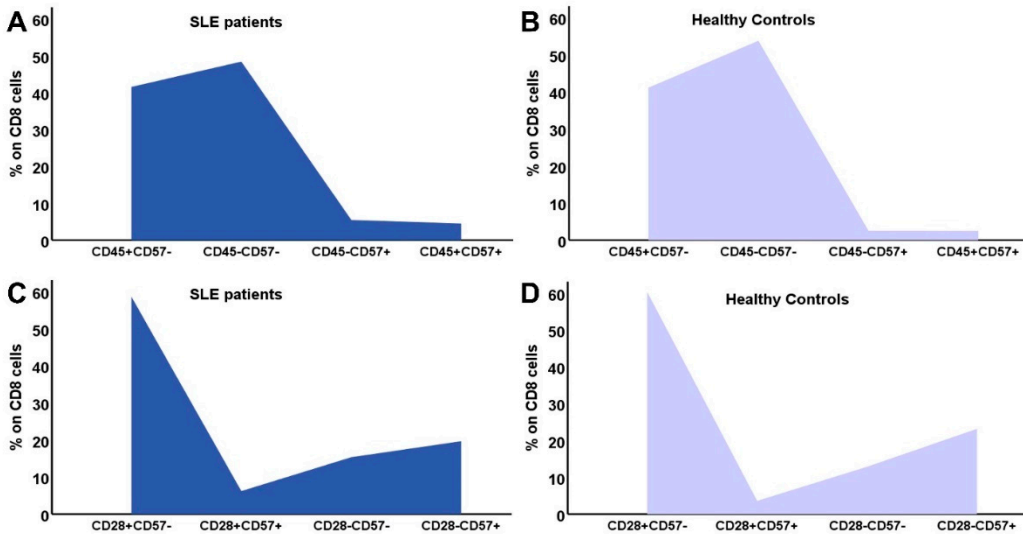 A
SLE patients
% on CD8 cells
60
50
40
30
20
10
0
CD45+CD57- CD45-CD57- CD45-CD57+ CD45+CD57+
B
Healthy Controls
% on CD8 cells
60
50
40
30
20
10
0
CD45+CD57- CD45-CD57- CD45-CD57+ CD45+CD57+
C
SLE patients
% on CD8 cells
60
50
40
30
20
10
0
CD28+CD57- CD28+CD57+ CD28-CD57- CD28-CD57+
D
Healthy Controls
% on CD8 cells
60
50
40
30
20
10
0
CD28+CD57- CD28+CD57+ CD28-CD57- CD28-CD57+